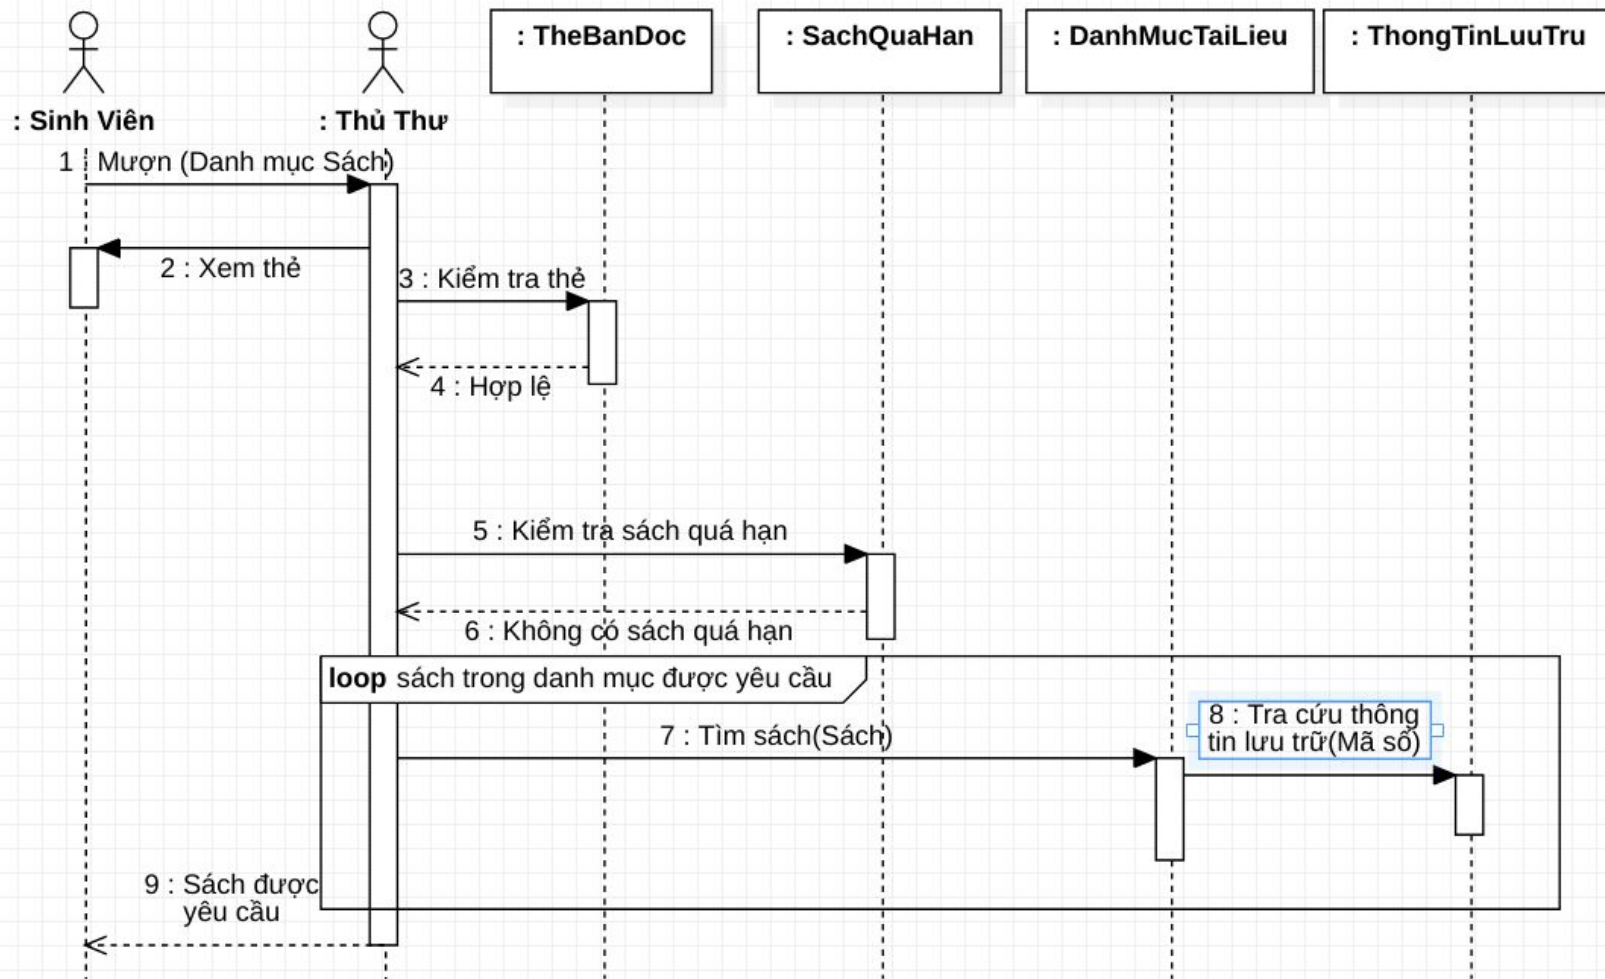 : TheBanDoc
: SachQuaHan
: DanhMucTaiLieu
: ThongTinLuuTru
: Sinh Viên
: Thủ Thư
1 : Mượn (Danh mục Sách)
2 : Xem thẻ
3 : Kiểm tra thẻ
4 : Hợp lệ
5 : Kiểm tra sách quá hạn
6 : Không có sách quá hạn
loop sách trong danh mục được yêu cầu
7 : Tìm sách(Sách)
8 : Tra cứu thông
tin lưu trữ(Mã số)
9 : Sách được
yêu cầu